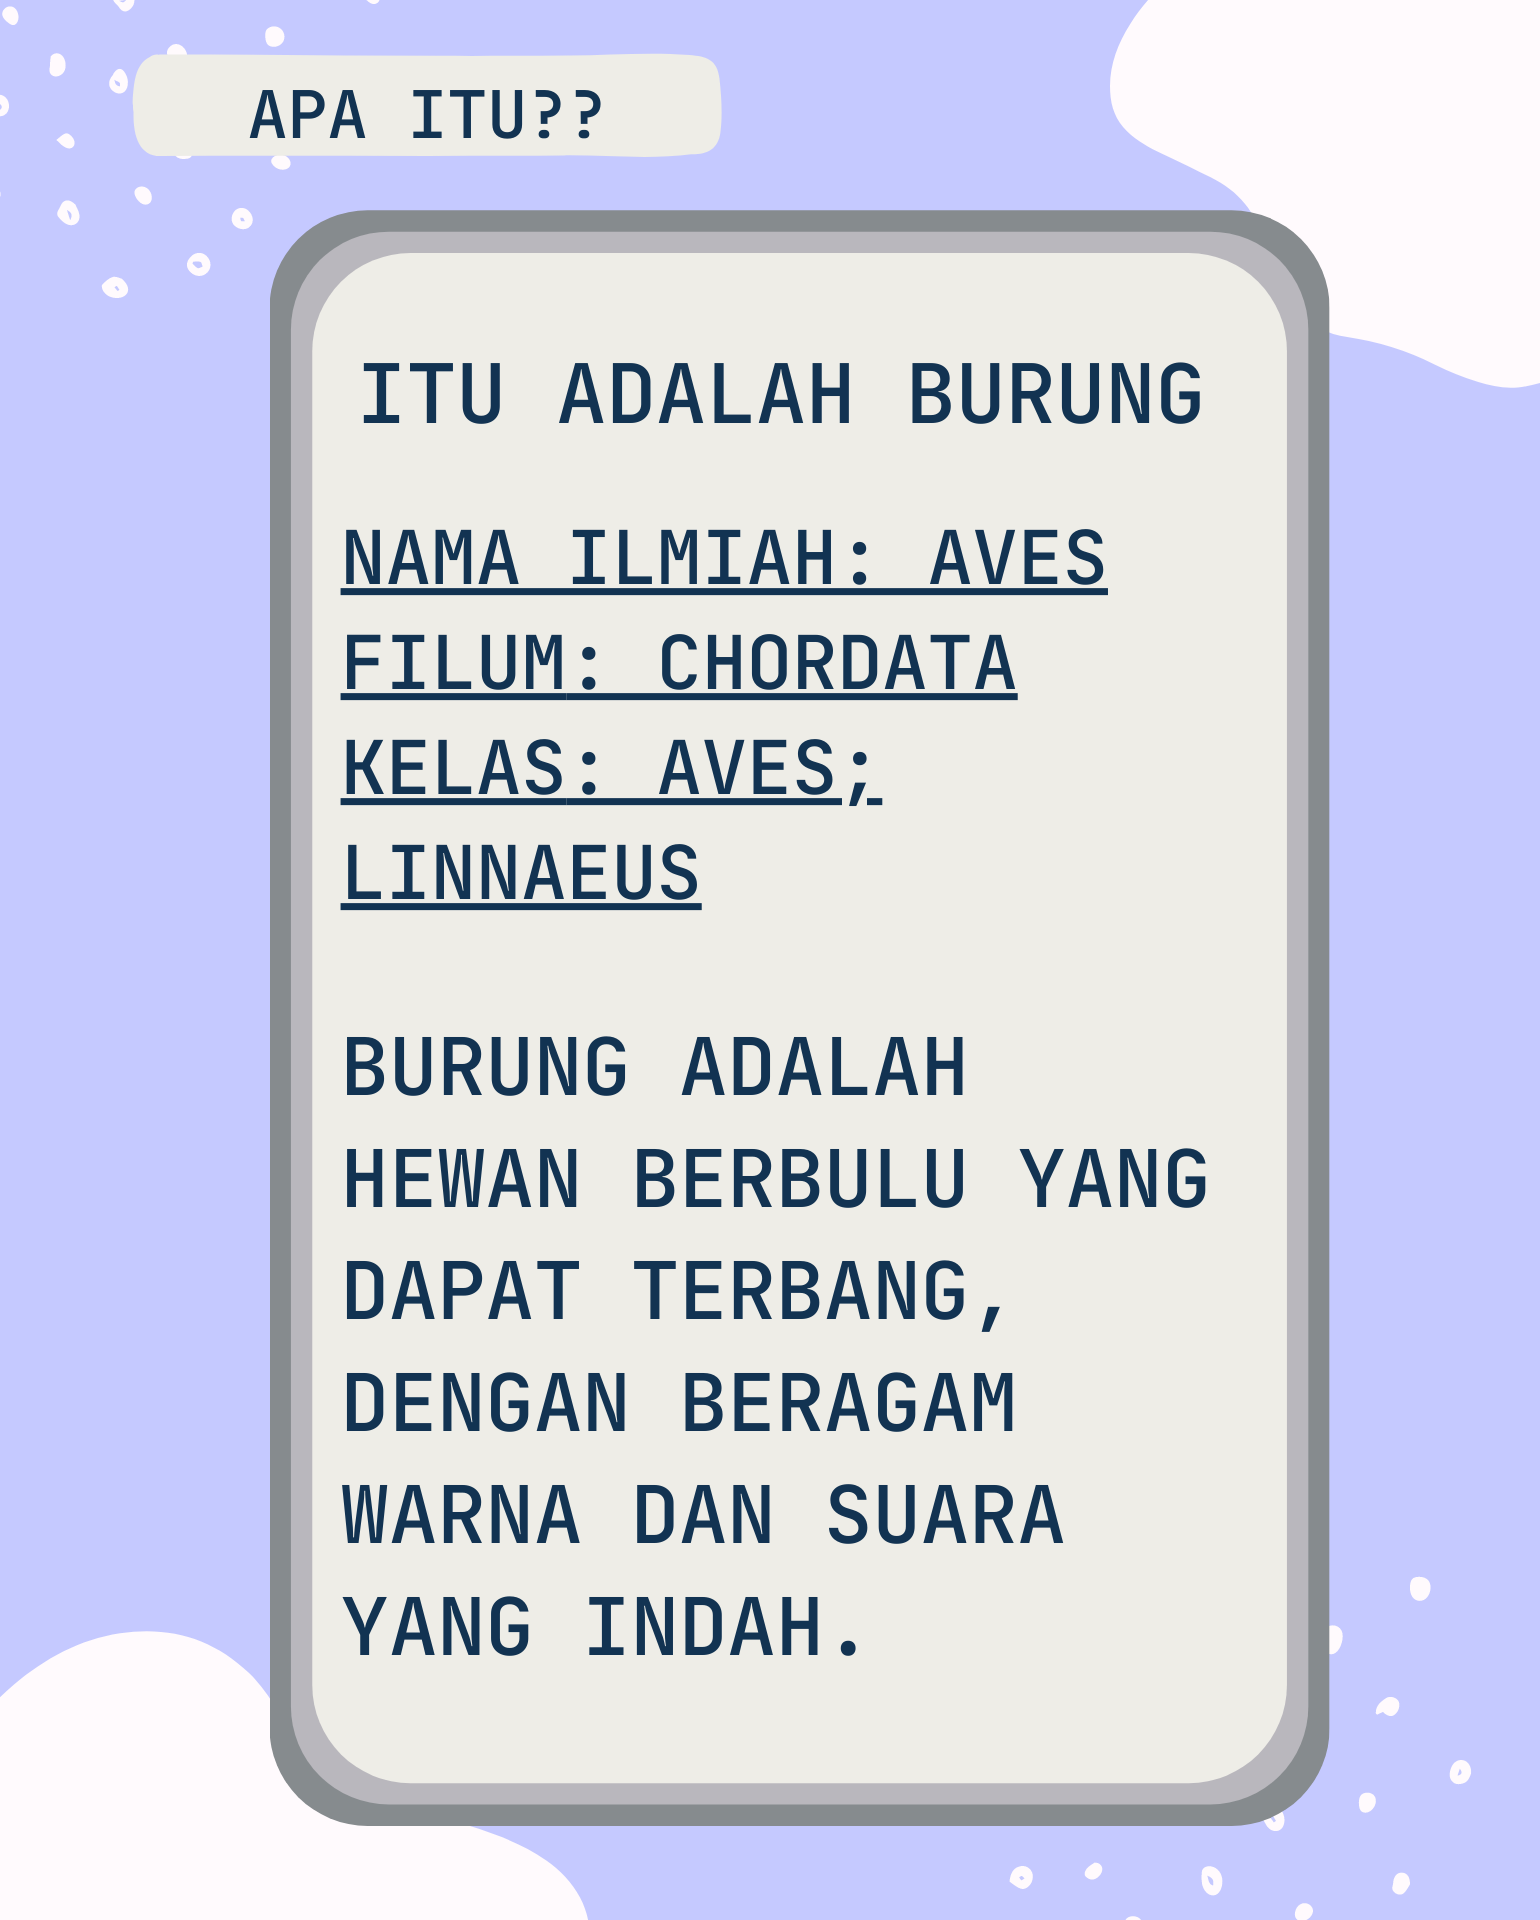 APA ITU??
ITU ADALAH BURUNG
NAMA ILMIAH: AVES
FILUM: CHORDATA
KELAS: AVES;
LINNAEUS
BURUNG ADALAH
HEWAN BERBULU YANG
DAPAT TERBANG,
DENGAN BERAGAM
WARNA DAN SUARA
YANG INDAH.